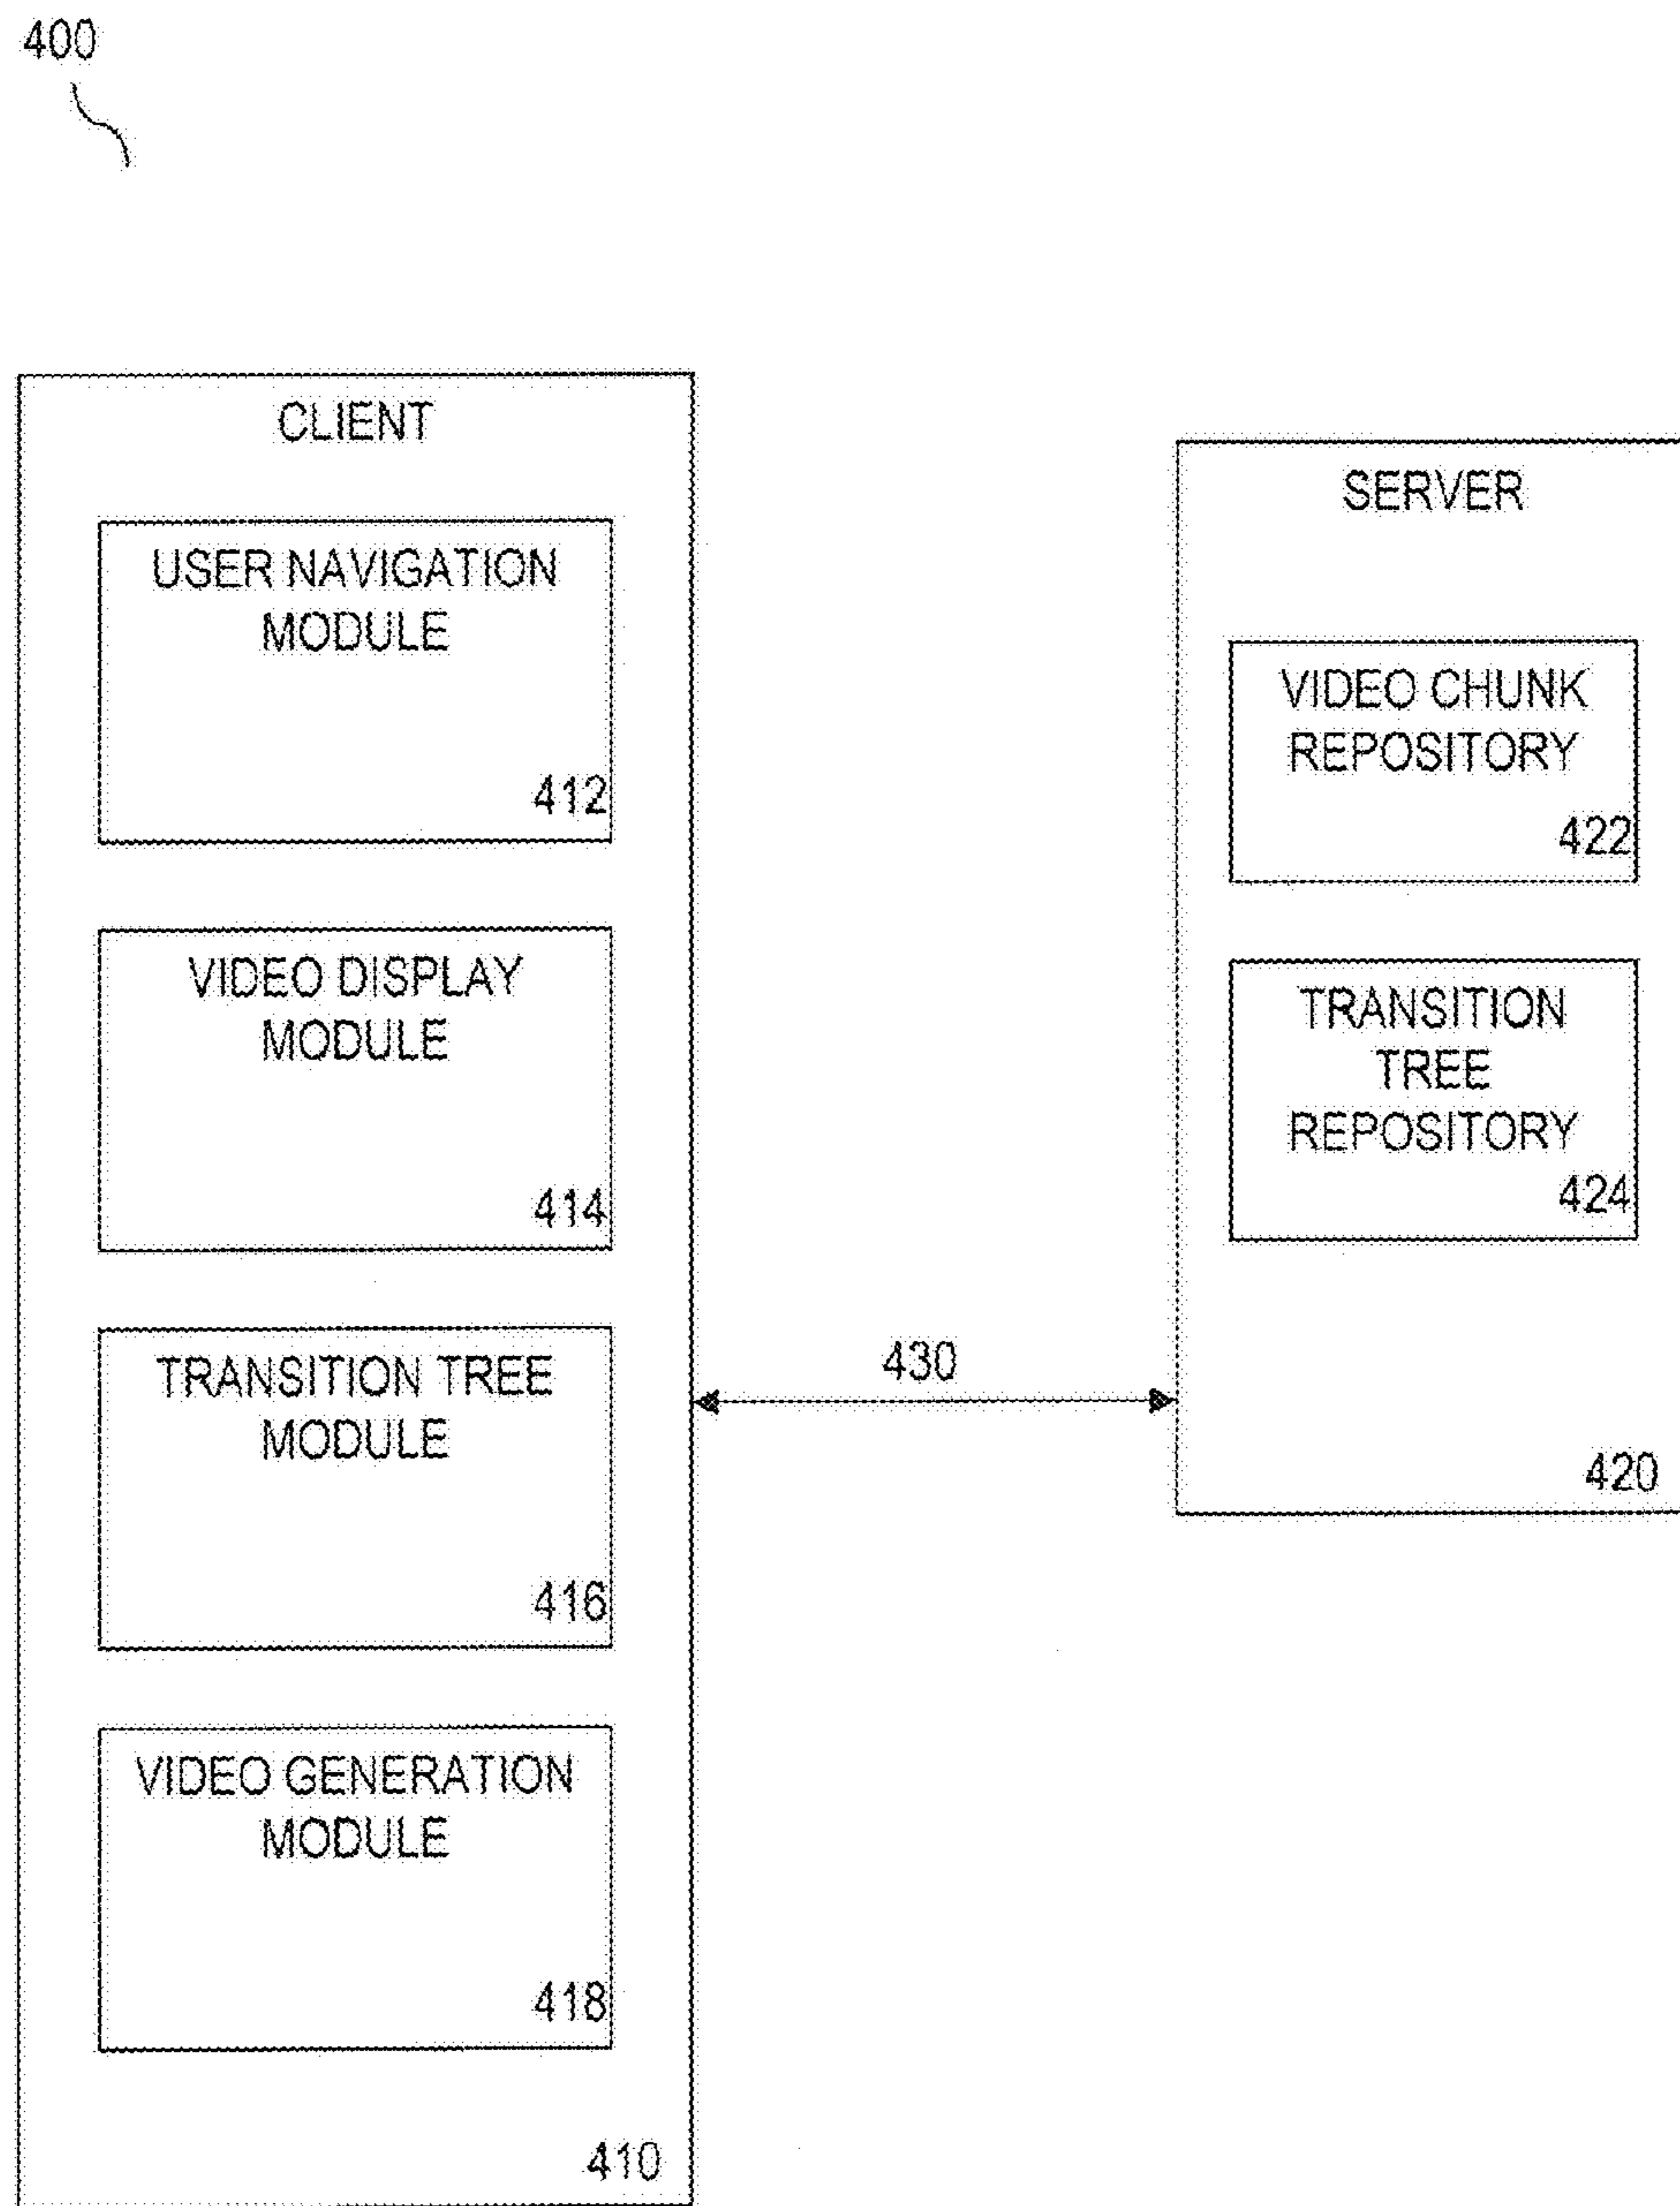 400
CLIENT
USER NAVIGATION
MODULE
412
VIDEO DISPLAY
MODULE
414
TRANSITION TREE
MODULE
416
VIDEO GENERATION
MODULE
418
410
430
SERVER
VIDEO CHUNK
REPOSITORY
422
TRANSITION
TREE
REPOSITORY
424
420